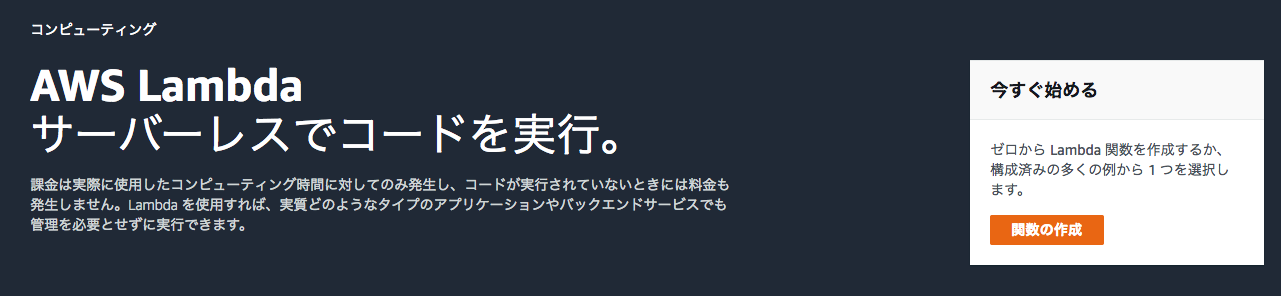 コンピューティング
AWS Lambda
サーバーレスでコードを実行。
課金は実際に使用したコンピューティング時間に対してのみ発生し、コードが実行されていないときには料金も
発生しません。Lambda を使用すれば、実質どのようなタイプのアプリケーションやバックエンドサービスでも
管理を必要とせずに実行できます。
今すぐ始める
ゼロから Lambda 関数を作成するか、
構成済みの多くの例から 1 つを選択し
ます。
関数の作成